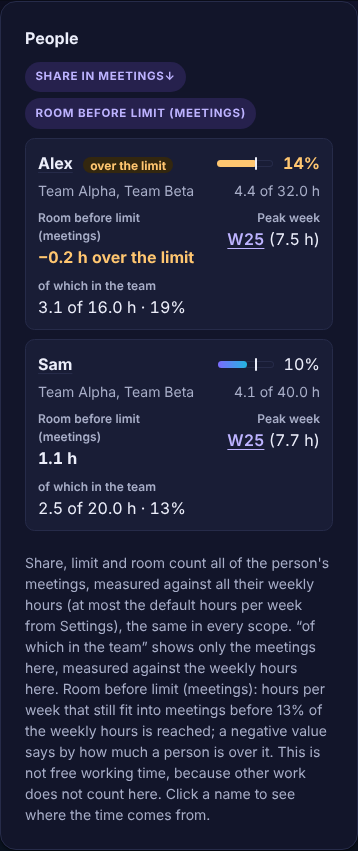 People
SHARE IN MEETINGS↓
ROOM BEFORE LIMIT (MEETINGS)
Alex over the limit 14%
Team Alpha, Team Beta 4.4 of 32.0 h
Room before limit Peak week
(meetings)
W25 (7.5 h)
−0.2 h over the limit
of which in the team
3.1 of 16.0 h · 19%
Sam 10%
Team Alpha, Team Beta 4.1 of 40.0 h
Room before limit Peak week
(meetings)
W25 (7.7 h)
1.1 h
of which in the team
2.5 of 20.0 h · 13%
Share, limit and room count all of the person's
meetings, measured against all their weekly
hours (at most the default hours per week
from Settings), the same in every scope. “of
which in the team” shows only the meetings
here, measured against the weekly hours
here. Room before limit (meetings): hours per
week that still fit into meetings before 13% of
the weekly hours is reached; a negative value
says by how much a person is over it. This is
not free working time, because other work
does not count here. Click a name to see
where the time comes from.